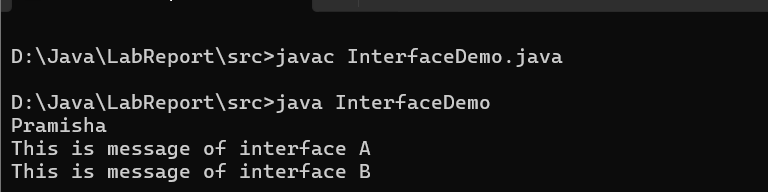 D:\Java\LabReport\src>javac InterfaceDemo.java
D:\Java\LabReport\src>java InterfaceDemo
Pramisha
This is message of interface A
This is message of interface B